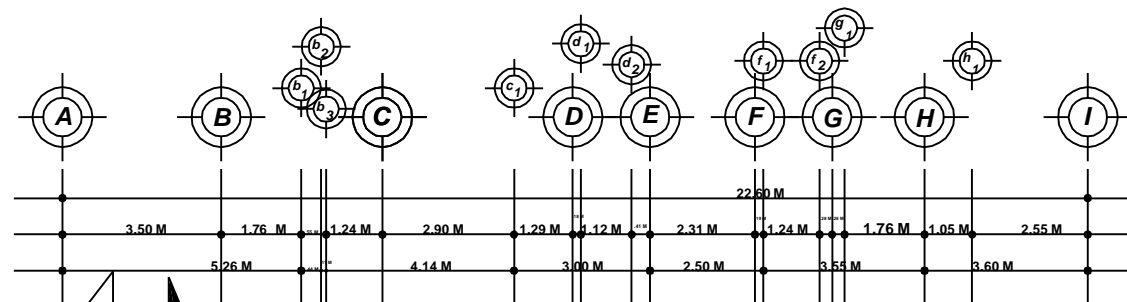 g1
d1
b2
f1 f2 h1
d2
b1 c1
b3
A B C D E F G H I
22.60 M
3.50 M 1.76 M 1.24 M 2.90 M 1.29 M 1.12 M .41 M 2.31 M 1.24 M .28 M 1.76 M 1.05 M 2.55 M
5.26 M 4.14 M 3.00 M 2.50 M 3.55 M 3.60 M